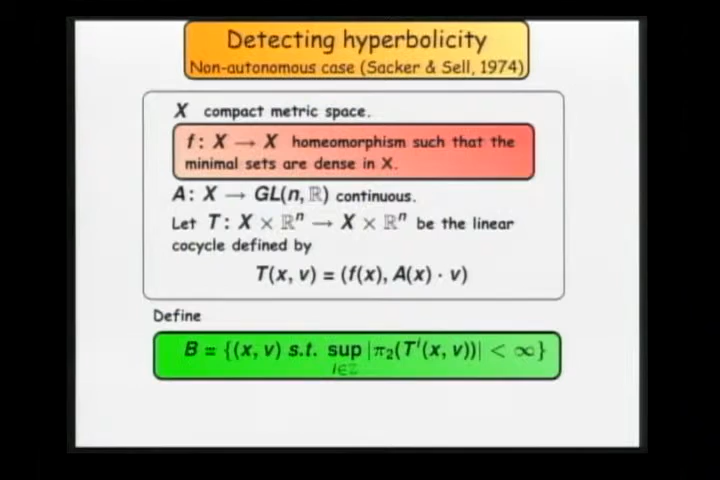 Detecting hyperbolicity
Non-autonomous case (Sacker & Sell, 1974)
X compact metric space.
f : X → X homeomorphism such that the
minimal sets are dense in X.
A : X → GL(n, ℝ) continuous.
Let T : X × ℝⁿ → X × ℝⁿ be the linear
cocycle defined by
T(x, v) = (f(x), A(x) · v)
Define
B = {(x, v) s.t. sup |π₂(Tⁱ(x, v))| < ∞}
i∈ℤ